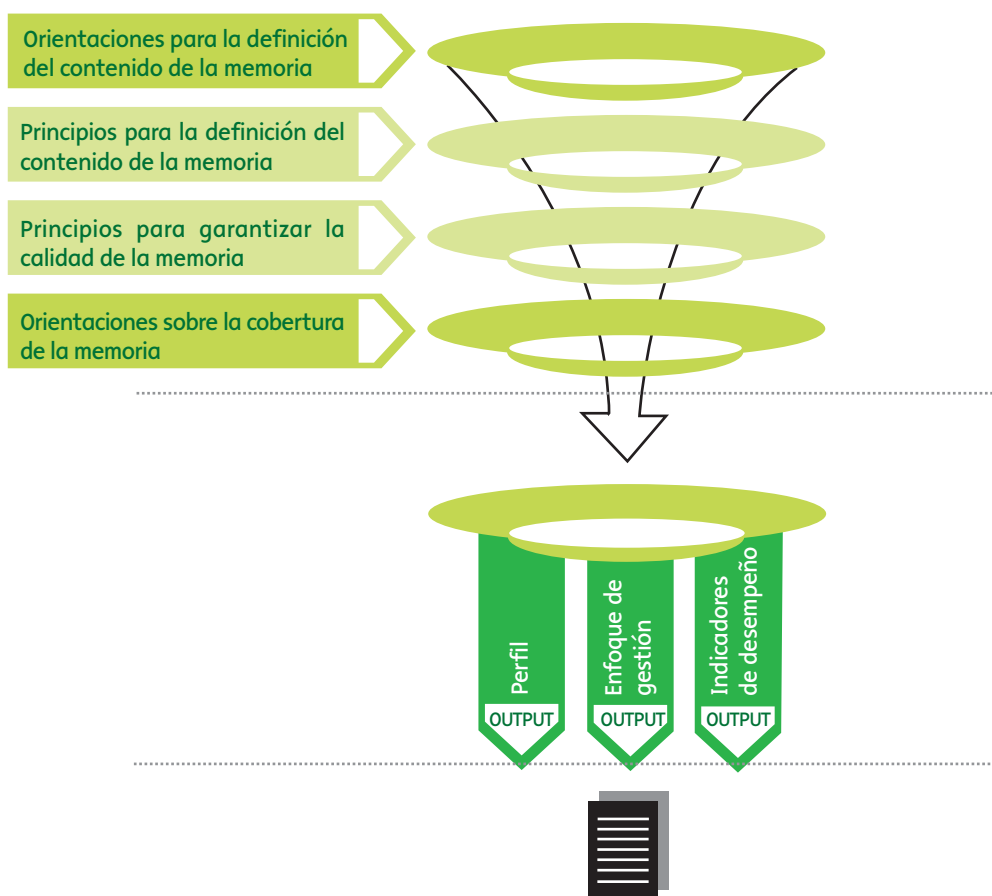 Orientaciones para la definición
del contenido de la memoria
Principios para la definición del
contenido de la memoria
Principios para garantizar la
calidad de la memoria
Orientaciones sobre la cobertura
de la memoria
Perfil
OUTPUT
Enfoque de
gestión
OUTPUT
Indicadores
de desempeño
OUTPUT